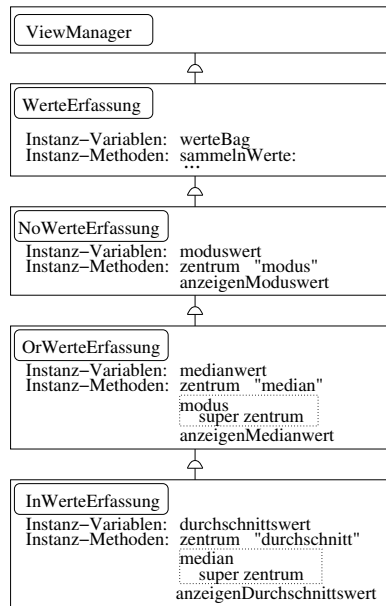 ViewManager
WerteErfassung
Instanz−Variablen: werteBag
Instanz−Methoden: sammelnWerte:
...
NoWerteErfassung
Instanz−Variablen: moduswert
Instanz−Methoden: zentrum "modus"
anzeigenModuswert
OrWerteErfassung
Instanz−Variablen: medianwert
Instanz−Methoden: zentrum "median"
modus
super zentrum
anzeigenMedianwert
InWerteErfassung
Instanz−Variablen: durchschnittswert
Instanz−Methoden: zentrum "durchschnitt"
median
super zentrum
anzeigenDurchschnittswert